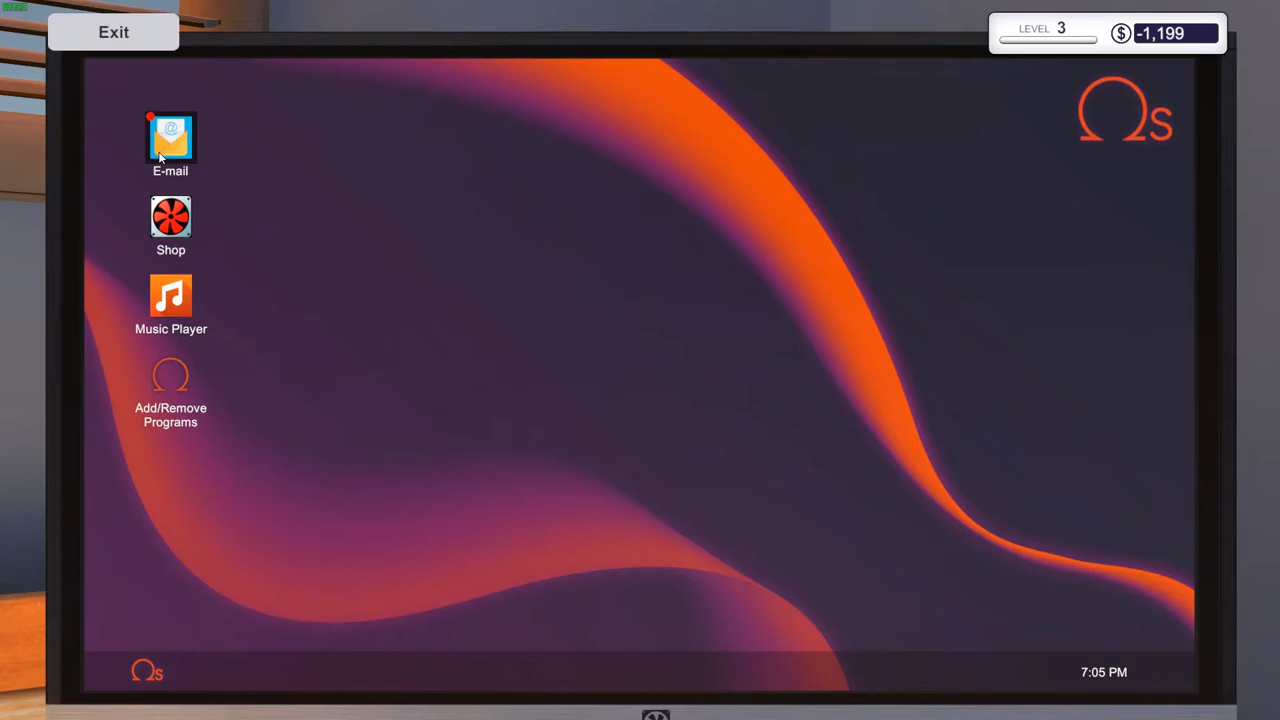 Exit
LEVEL 3
$ -1,199
E-mail
Shop
Music Player
Add/Remove
Programs
Ωs
Ωs
7:05 PM